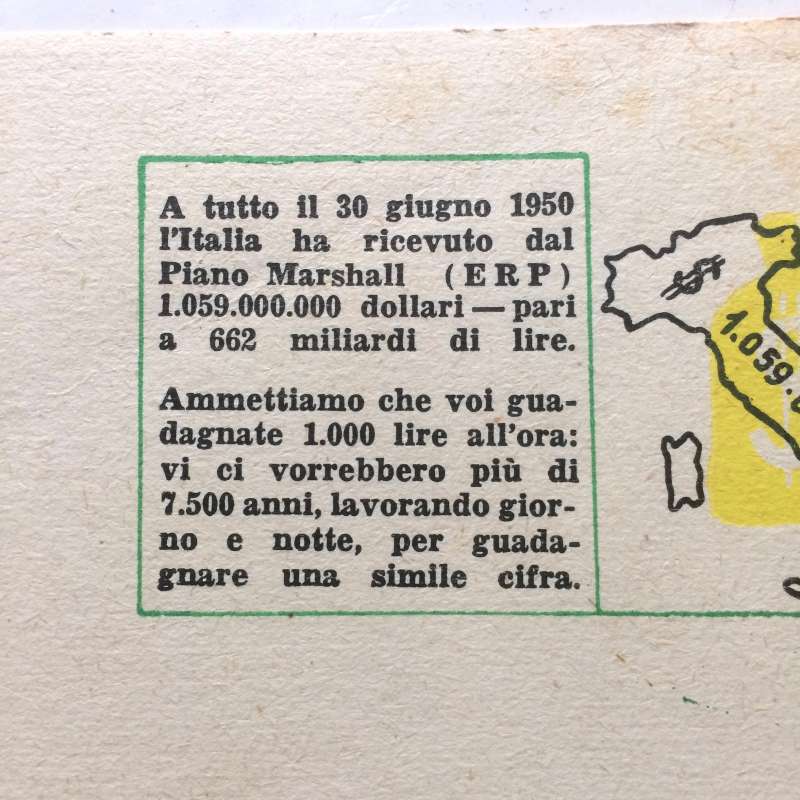 A tutto il 30 giugno 1950
l'Italia ha ricevuto dal
Piano Marshall (ERP)
1.059.000.000 dollari — pari
a 662 miliardi di lire.
Ammettiamo che voi gua-
dagnate 1.000 lire all'ora:
vi ci vorrebbero più di
7.500 anni, lavorando gior-
no e notte, per guada-
gnare una simile cifra.
$
1.059.